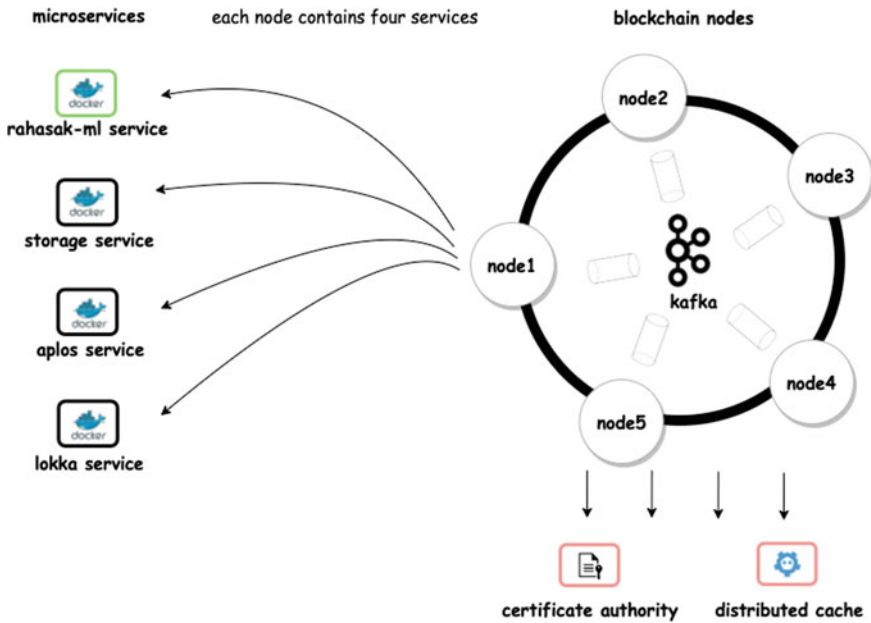 microservices
each node contains four services
blockchain nodes
docker
rahasak-ml service
docker
storage service
docker
aplos service
docker
lokka service
node1
node2
node3
node4
node5
kafka
certificate authority
distributed cache